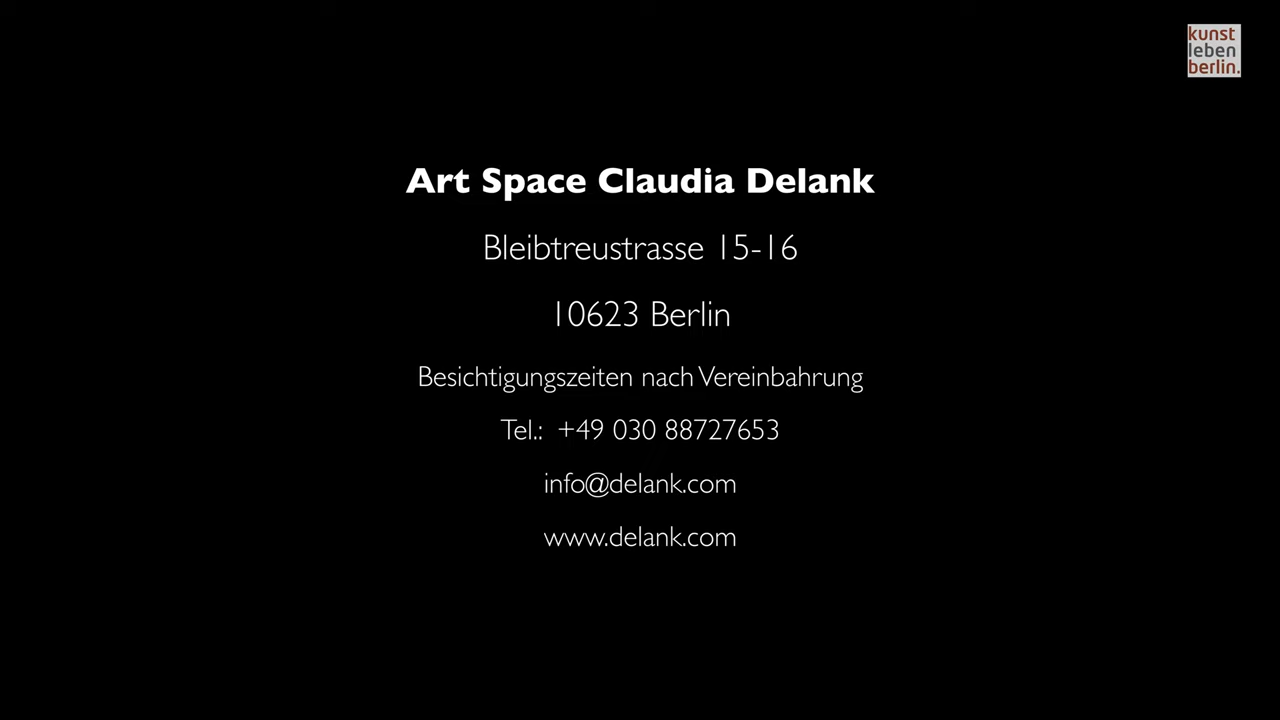 kunst
leben
berlin.
Art Space Claudia Delank
Bleibtreustrasse 15-16
10623 Berlin
Besichtigungszeiten nach Vereinbahrung
Tel.: +49 030 88727653
info@delank.com
www.delank.com